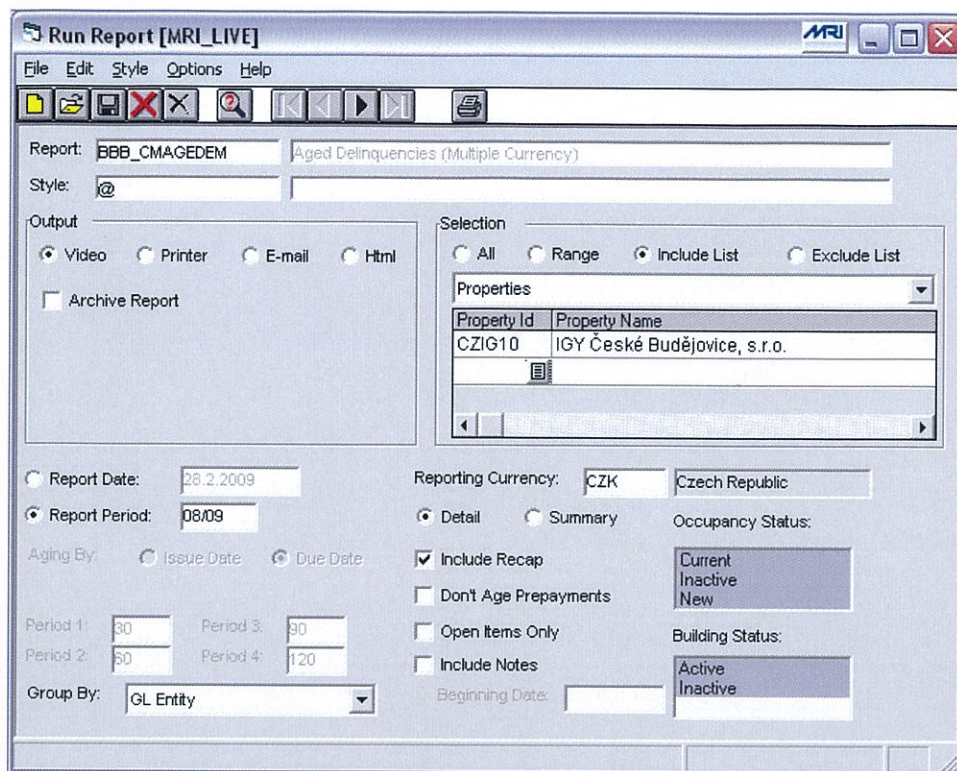 Run Report [MRI_LIVE]
MRI
File Edit Style Options Help
Report: BBB_CMAGEDEM Aged Delinquencies (Multiple Currency)
Style: @
Output
Video Printer E-mail Html
Archive Report
Selection
All Range Include List Exclude List
Properties
Property Id Property Name
CZIG10 IGY České Budějovice, s.r.o.
Report Date: 28.2.2009
Report Period: 08/09
Aging By: Issue Date Due Date
Period 1: 30 Period 3: 90
Period 2: 60 Period 4: 120
Group By: GL Entity
Reporting Currency: CZK Czech Republic
Detail Summary
Include Recap
Don't Age Prepayments
Open Items Only
Include Notes
Beginning Date:
Occupancy Status:
Current
Inactive
New
Building Status:
Active
Inactive